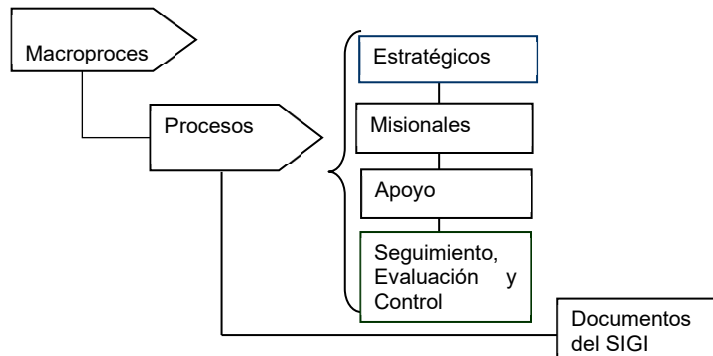 Macroproces
Procesos
Estratégicos
Misionales
Apoyo
Seguimiento,
Evaluación y
Control
Documentos
del SIGI